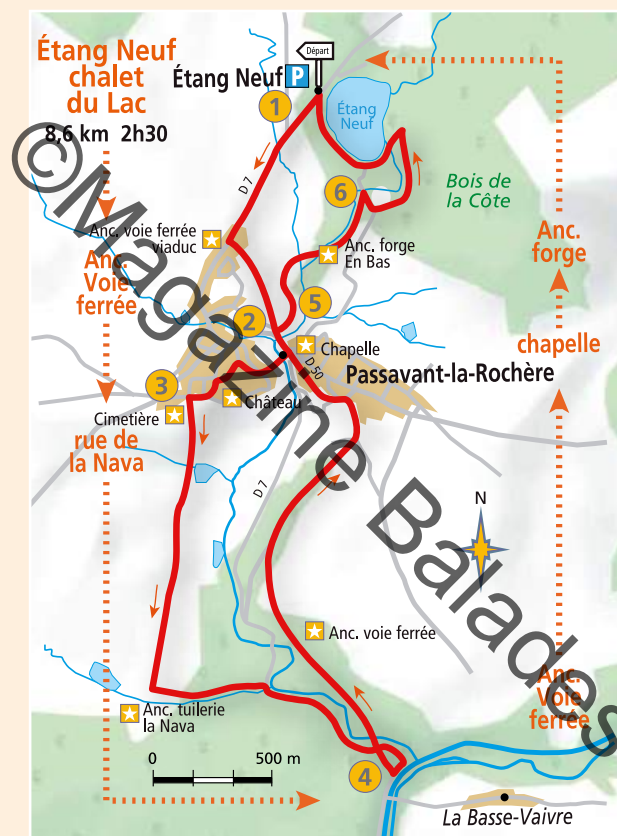 Étang Neuf
chalet
du Lac
8,6 km 2h30
Départ
Étang Neuf P
1
Étang
Neuf
D 7
6
Bois de
la Côte
Anc. voie ferrée
viaduc
Anc. forge
En Bas
Anc.
forge
Anc.
Voie
ferrée
5
2
Chapelle
chapelle
D 50
Passavant-la-Rochère
3
Château
Cimetière
rue de
la Nava
D 7
N
Anc. voie ferrée
Anc.
Voie
ferrée
Anc. tuilerie
la Nava
0 500 m
4
La Basse-Vaivre
©Magazine Balades